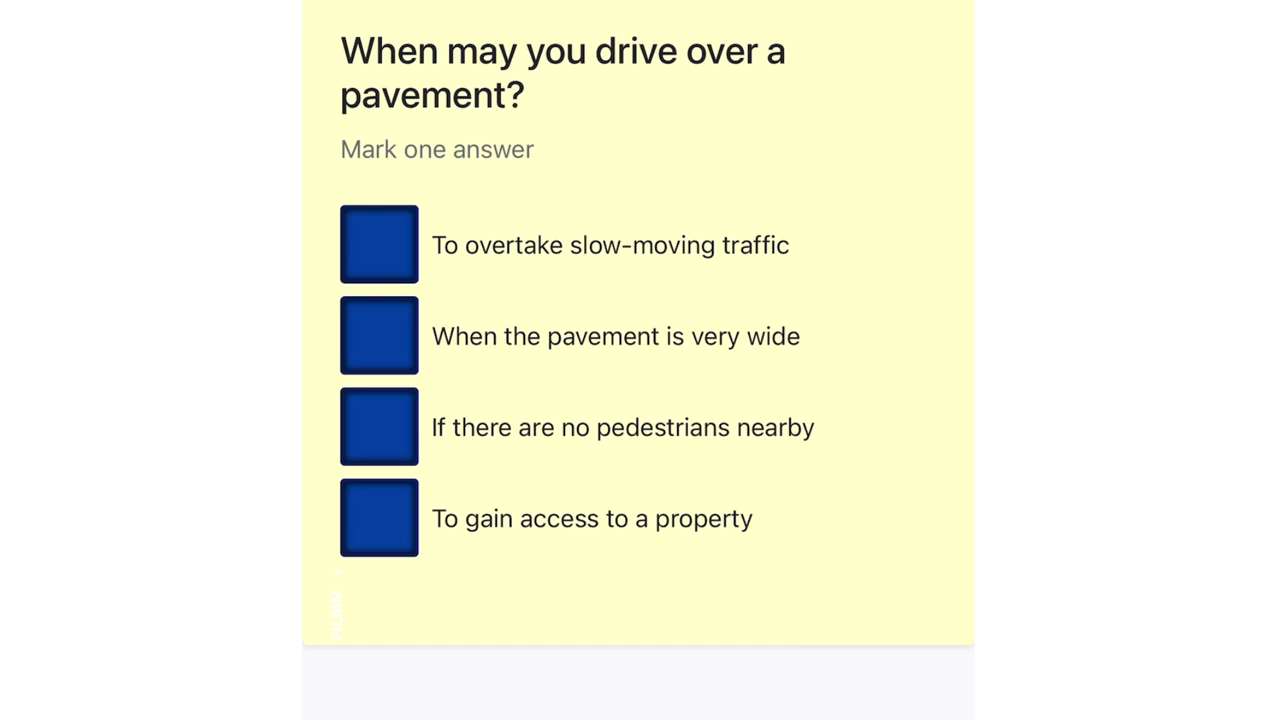 When may you drive over a
pavement?
Mark one answer
To overtake slow-moving traffic
When the pavement is very wide
If there are no pedestrians nearby
To gain access to a property